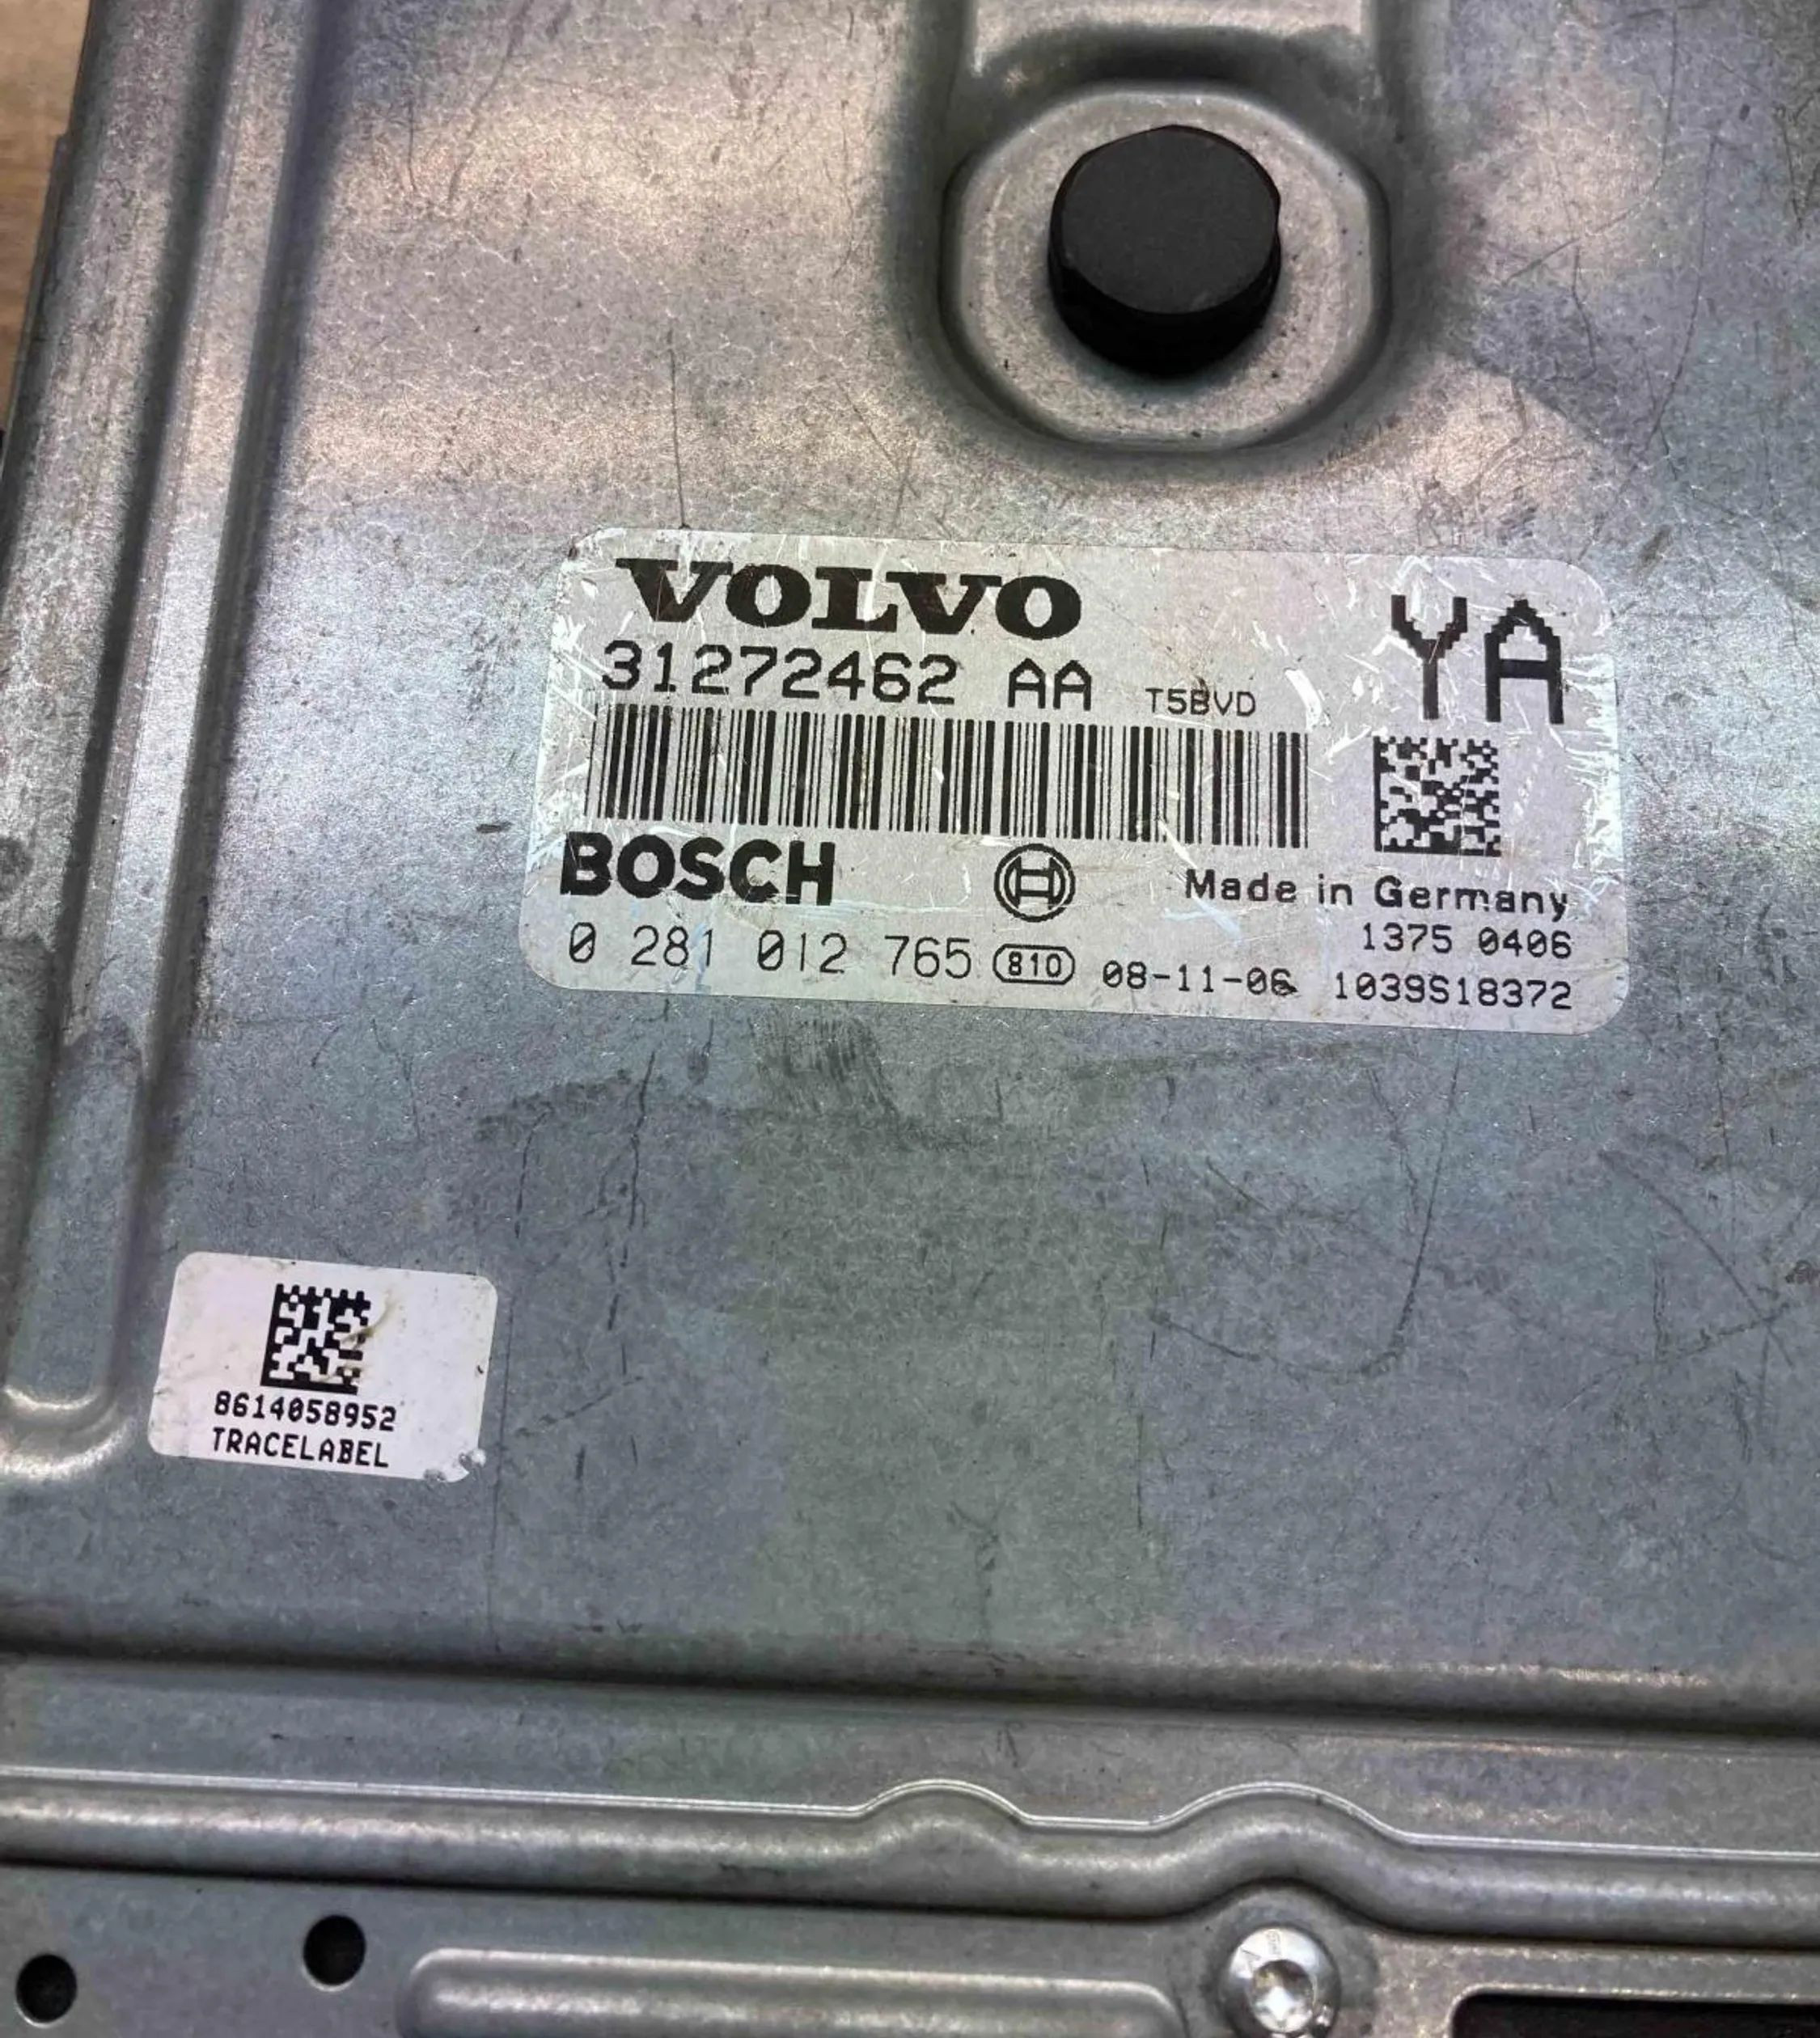 VOLVO
31272462 AA T5BVD
YA
BOSCH
Made in Germany
1375 0406
0 281 012 765 810 08-11-06 1039S18372
8614058952
TRACELABEL